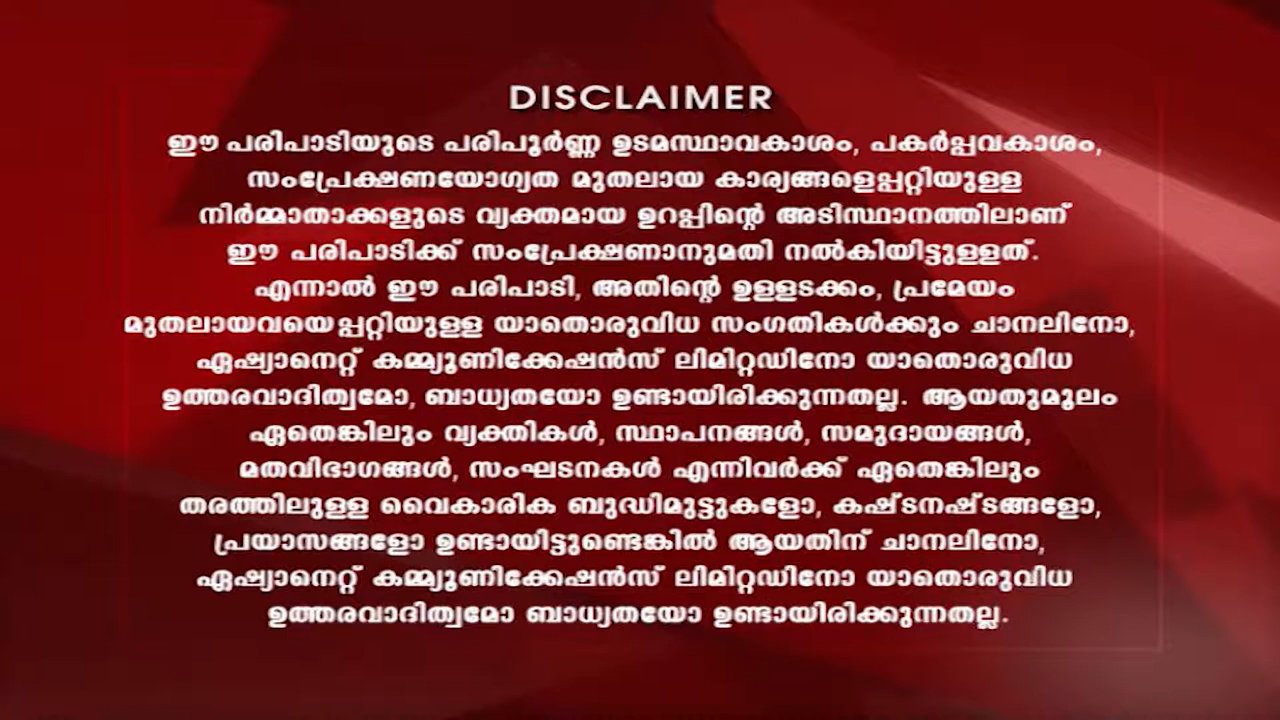 DISCLAIMER
ഈ പരിപാടിയുടെ പരിപൂർണ്ണ ഉടമസ്ഥാവകാശം, പകർപ്പവകാശം,
സംപ്രേക്ഷണയോഗ്യത മുതലായ കാര്യങ്ങളെപ്പറ്റിയുള്ള
നിർമ്മാതാക്കളുടെ വ്യക്തമായ ഉറപ്പിന്റെ അടിസ്ഥാനത്തിലാണ്
ഈ പരിപാടിക്ക് സംപ്രേക്ഷണാനുമതി നൽകിയിട്ടുള്ളത്.
എന്നാൽ ഈ പരിപാടി, അതിന്റെ ഉള്ളടക്കം, പ്രമേയം
മുതലായവയെപ്പറ്റിയുള്ള യാതൊരുവിധ സംഗതികൾക്കും ചാനലിനോ,
ഏഷ്യാനെറ്റ് കമ്മ്യൂണിക്കേഷൻസ് ലിമിറ്റഡിനോ യാതൊരുവിധ
ഉത്തരവാദിത്വമോ, ബാധ്യതയോ ഉണ്ടായിരിക്കുന്നതല്ല. ആയതുമൂലം
ഏതെങ്കിലും വ്യക്തികൾ, സ്ഥാപനങ്ങൾ, സമുദായങ്ങൾ,
മതവിഭാഗങ്ങൾ, സംഘടനകൾ എന്നിവർക്ക് ഏതെങ്കിലും
തരത്തിലുള്ള വൈകാരിക ബുദ്ധിമുട്ടുകളോ, കഷ്ടനഷ്ടങ്ങളോ,
പ്രയാസങ്ങളോ ഉണ്ടായിട്ടുണ്ടെങ്കിൽ ആയതിന് ചാനലിനോ,
ഏഷ്യാനെറ്റ് കമ്മ്യൂണിക്കേഷൻസ് ലിമിറ്റഡിനോ യാതൊരുവിധ
ഉത്തരവാദിത്വമോ ബാധ്യതയോ ഉണ്ടായിരിക്കുന്നതല്ല.